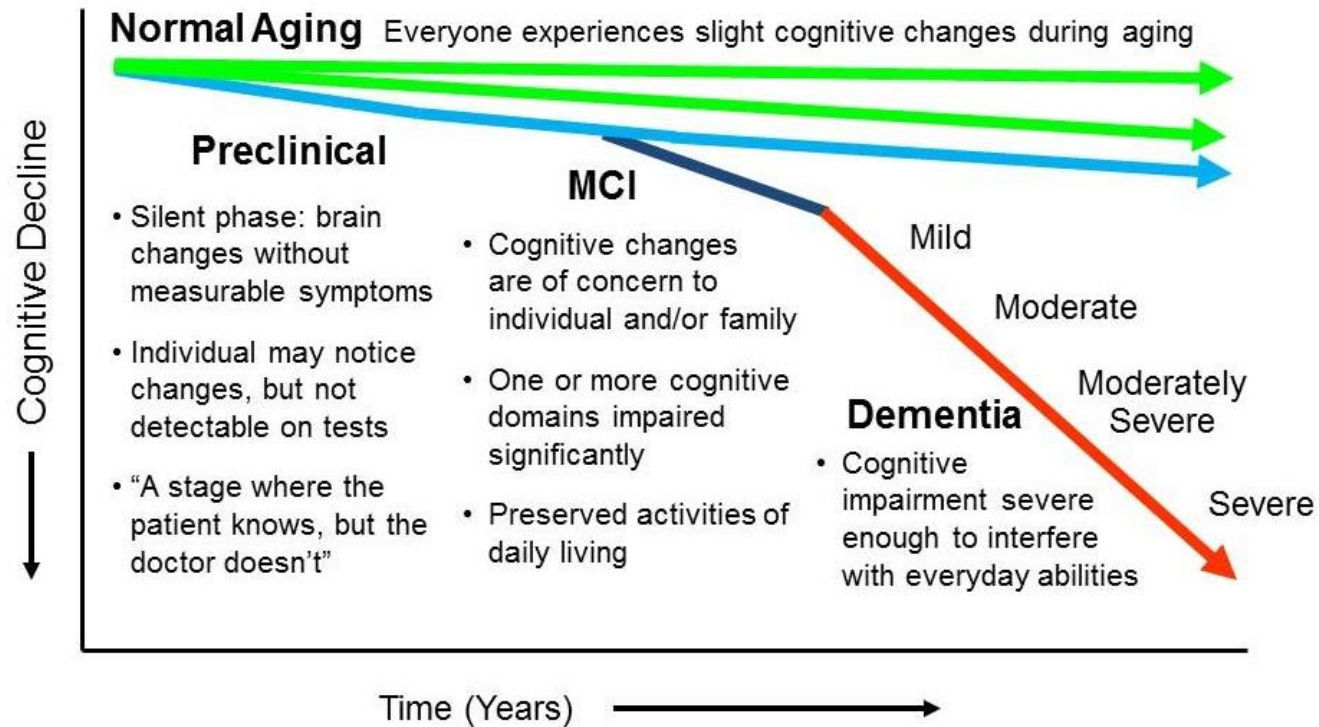 Normal Aging Everyone experiences slight cognitive changes during aging
Preclinical
• Silent phase: brain
changes without
measurable symptoms
• Individual may notice
changes, but not
detectable on tests
• “A stage where the
patient knows, but the
doctor doesn’t”
MCI
• Cognitive changes
are of concern to
individual and/or family
• One or more cognitive
domains impaired
significantly
• Preserved activities of
daily living
Mild
Moderate
Moderately
Severe
Severe
Dementia
• Cognitive
impairment severe
enough to interfere
with everyday abilities
Cognitive Decline
Time (Years)